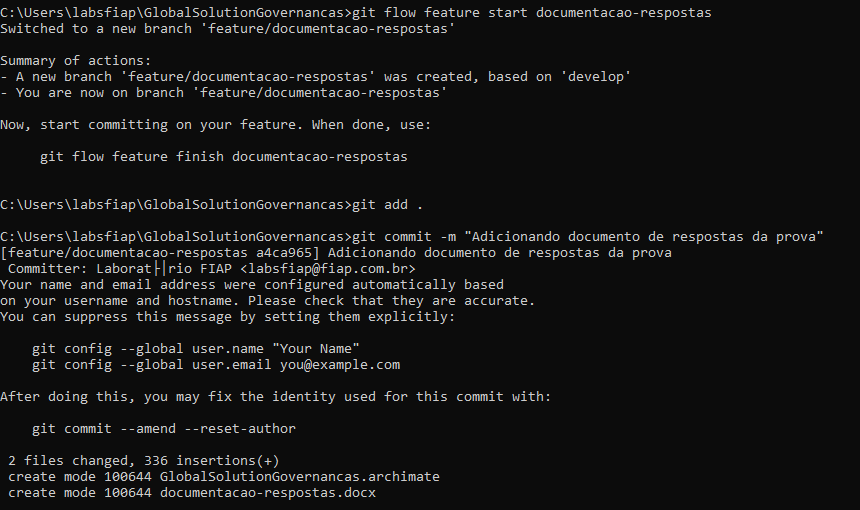 C:\Users\labsfiap\GlobalSolutionGovernancas>git flow feature start documentacao-respostas
Switched to a new branch 'feature/documentacao-respostas'
Summary of actions:
- A new branch 'feature/documentacao-respostas' was created, based on 'develop'
- You are now on branch 'feature/documentacao-respostas'
Now, start committing on your feature. When done, use:
git flow feature finish documentacao-respostas
C:\Users\labsfiap\GlobalSolutionGovernancas>git add .
C:\Users\labsfiap\GlobalSolutionGovernancas>git commit -m "Adicionando documento de respostas da prova"
[feature/documentacao-respostas a4ca965] Adicionando documento de respostas da prova
Committer: Laborat├║rio FIAP <labsfiap@fiap.com.br>
Your name and email address were configured automatically based
on your username and hostname. Please check that they are accurate.
You can suppress this message by setting them explicitly:
git config --global user.name "Your Name"
git config --global user.email you@example.com
After doing this, you may fix the identity used for this commit with:
git commit --amend --reset-author
2 files changed, 336 insertions(+)
create mode 100644 GlobalSolutionGovernancas.archimate
create mode 100644 documentacao-respostas.docx